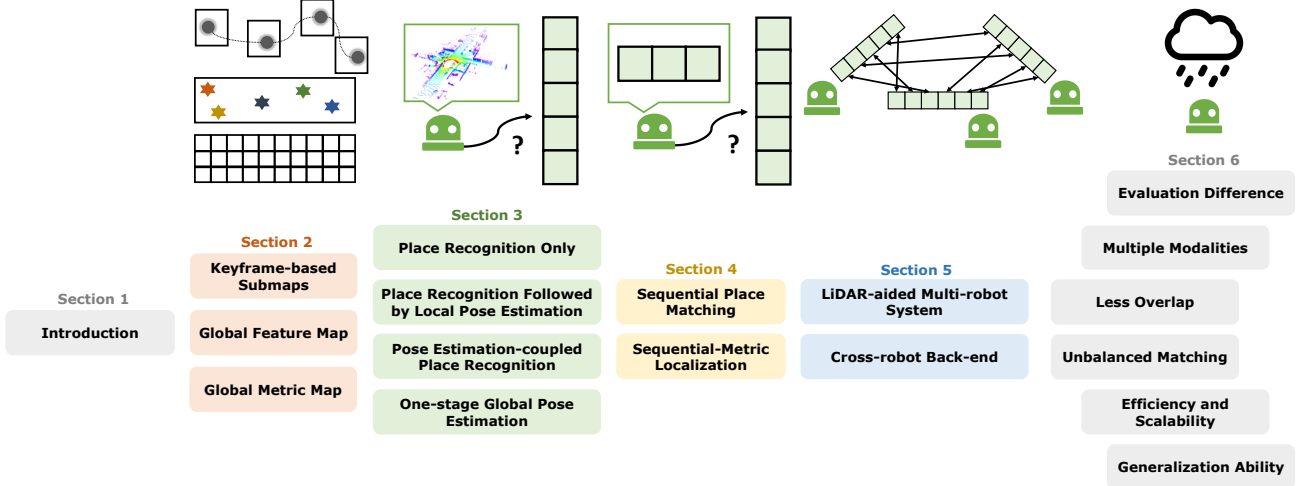 ?
?
Section 1
Introduction
Section 2
Keyframe-based
Submaps
Global Feature Map
Global Metric Map
Section 3
Place Recognition Only
Place Recognition Followed
by Local Pose Estimation
Pose Estimation-coupled
Place Recognition
One-stage Global Pose
Estimation
Section 4
Sequential Place
Matching
Sequential-Metric
Localization
Section 5
LiDAR-aided Multi-robot
System
Cross-robot Back-end
Section 6
Evaluation Difference
Multiple Modalities
Less Overlap
Unbalanced Matching
Efficiency and
Scalability
Generalization Ability